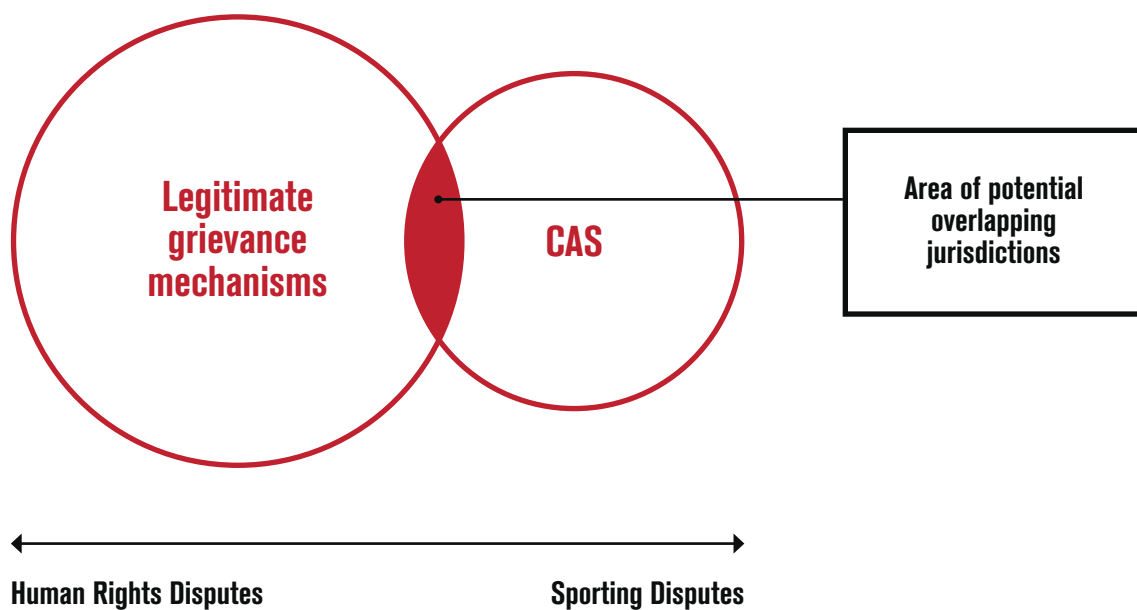 Legitimate
grievance
mechanisms
CAS
Area of potential
overlapping
jurisdictions
Human Rights Disputes
Sporting Disputes